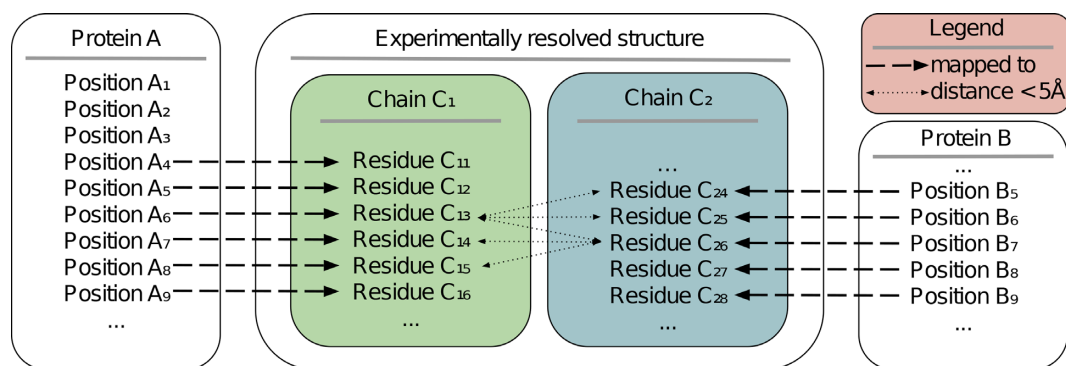 Protein A
Position A₁
Position A₂
Position A₃
Position A₄
Position A₅
Position A₆
Position A₇
Position A₈
Position A₉
...
Experimentally resolved structure
Chain C₁
Residue C₁₁
Residue C₁₂
Residue C₁₃
Residue C₁₄
Residue C₁₅
Residue C₁₆
...
Chain C₂
...
Residue C₂₄
Residue C₂₅
Residue C₂₆
Residue C₂₇
Residue C₂₈
...
Legend
mapped to
distance <5Å
Protein B
...
Position B₅
Position B₆
Position B₇
Position B₈
Position B₉
...